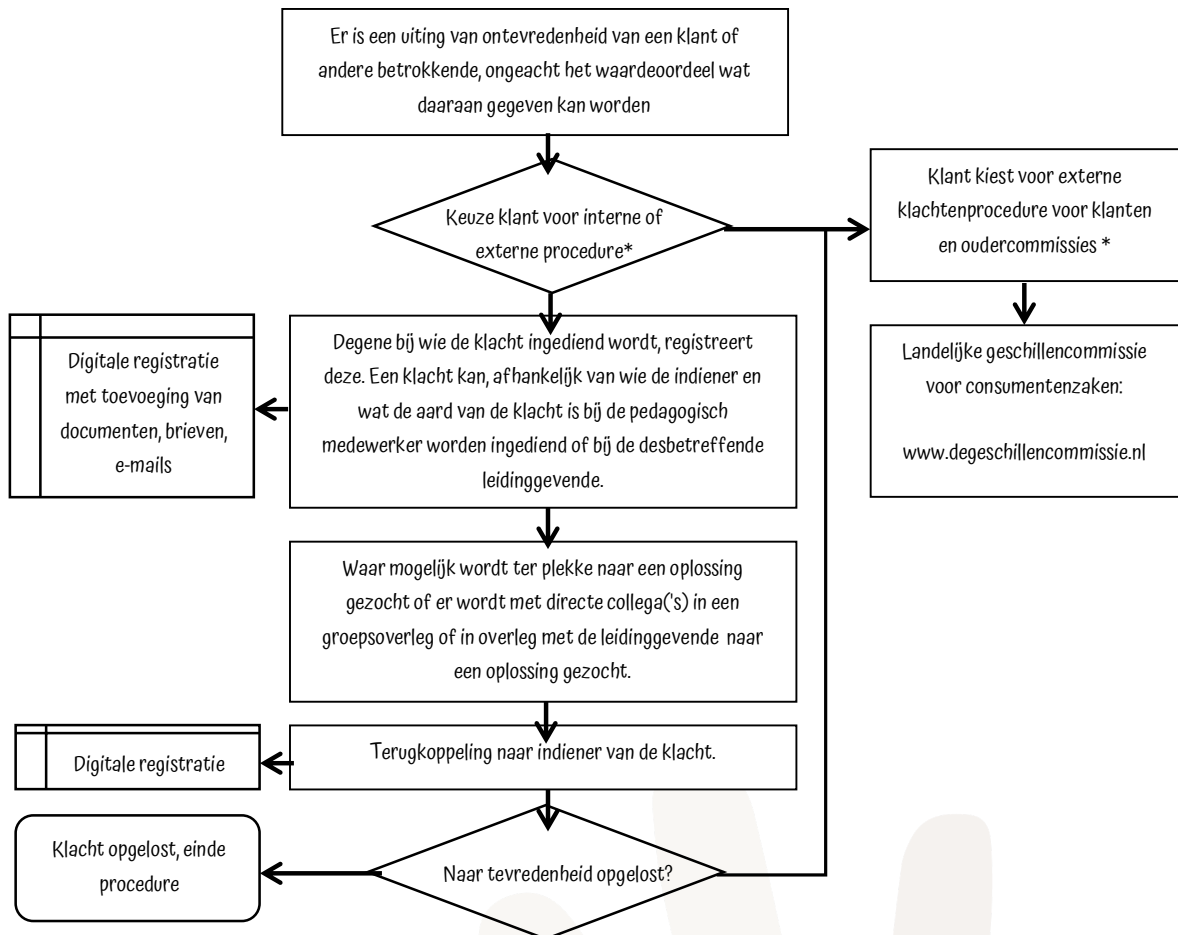 Er is een uiting van ontevredenheid van een klant of
andere betrokkende, ongeacht het waardeoordeel wat
daaraan gegeven kan worden
Keuze klant voor interne of
externe procedure*
Klant kiest voor externe
klachtenprocedure voor klanten
en oudercommissies *
Digitale registratie
met toevoeging van
documenten, brieven,
e-mails
Degene bij wie de klacht ingediend wordt, registreert
deze. Een klacht kan, afhankelijk van wie de indiener en
wat de aard van de klacht is bij de pedagogisch
medewerker worden ingediend of bij de desbetreffende
leidinggevende.
Landelijke geschillencommissie
voor consumentenzaken:
www.degeschillencommissie.nl
Waar mogelijk wordt ter plekke naar een oplossing
gezocht of er wordt met directe collega('s) in een
groepsoverleg of in overleg met de leidinggevende naar
een oplossing gezocht.
Digitale registratie
Terugkoppeling naar indiener van de klacht.
Klacht opgelost, einde
procedure
Naar tevredenheid opgelost?